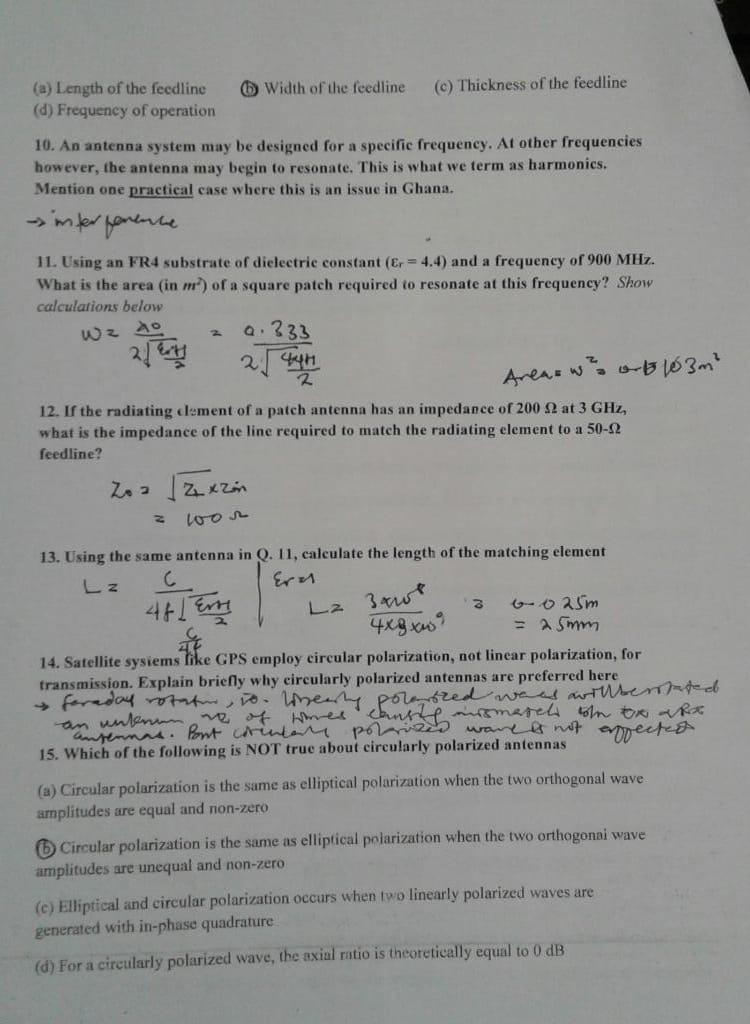 (a) Length of the feedline (b) Width of the feedline (c) Thickness of the feedline
(d) Frequency of operation
10. An antenna system may be designed for a specific frequency. At other frequencies
however, the antenna may begin to resonate. This is what we term as harmonics.
Mention one practical case where this is an issue in Ghana.
→ interference
11. Using an FR4 substrate of dielectric constant (εr = 4.4) and a frequency of 900 MHz.
What is the area (in m²) of a square patch required to resonate at this frequency? Show
calculations below
W = λ0 / 2√(εr+1 / 2) = 0.333 / 2√(4.4+1 / 2)
Area = w² =
12. If the radiating element of a patch antenna has an impedance of 200 Ω at 3 GHz,
what is the impedance of the line required to match the radiating element to a 50-Ω
feedline?
Z0 = √ZL x Zin
= 100 Ω
13. Using the same antenna in Q. 11, calculate the length of the matching element
L = C / 4f√(εr+1 / 2) | εr=1 L = 3x10⁸ / 4x3x10⁹ = 0.025m
= 25mm
C / 4f
14. Satellite systems like GPS employ circular polarization, not linear polarization, for
transmission. Explain briefly why circularly polarized antennas are preferred here
→ faraday rotation, linearly polarized waves will be rotated
an unknown no of times causing mismatch btn tx & Rx
antennas. But circularly polarized wave is not affected
15. Which of the following is NOT true about circularly polarized antennas
(a) Circular polarization is the same as elliptical polarization when the two orthogonal wave
amplitudes are equal and non-zero
(b) Circular polarization is the same as elliptical polarization when the two orthogonal wave
amplitudes are unequal and non-zero
(c) Elliptical and circular polarization occurs when two linearly polarized waves are
generated with in-phase quadrature
(d) For a circularly polarized wave, the axial ratio is theoretically equal to 0 dB